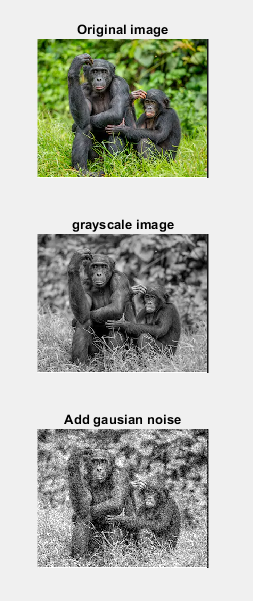 Original image
grayscale image
Add gausian noise